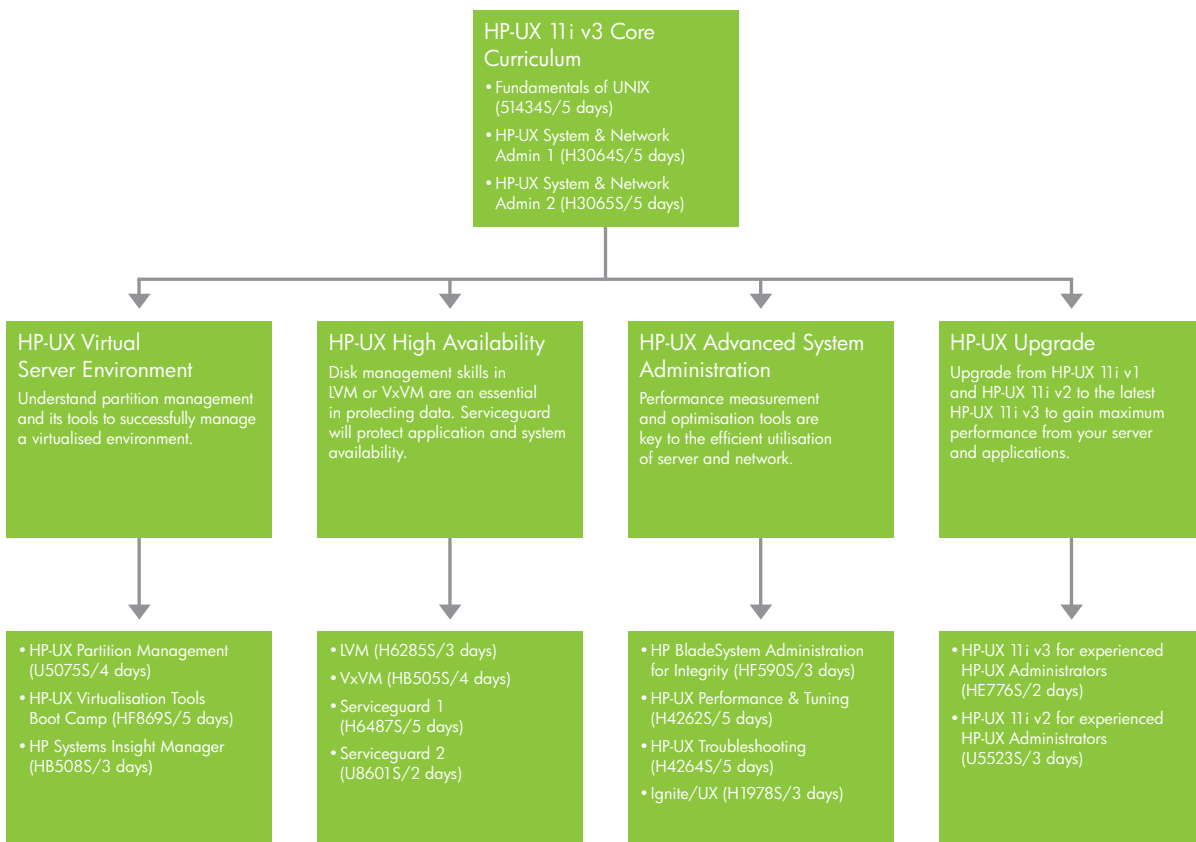 HP-UX 11i v3 Core
Curriculum
• Fundamentals of UNIX
(51434S/5 days)
• HP-UX System & Network
Admin 1 (H3064S/5 days)
• HP-UX System & Network
Admin 2 (H3065S/5 days)
HP-UX Virtual
Server Environment
Understand partition management
and its tools to successfully manage
a virtualised environment.
HP-UX High Availability
Disk management skills in
LVM or VxVM are an essential
in protecting data. Serviceguard
will protect application and system
availability.
HP-UX Advanced System
Administration
Performance measurement
and optimisation tools are
key to the efficient utilisation
of server and network.
HP-UX Upgrade
Upgrade from HP-UX 11i v1
and HP-UX 11i v2 to the latest
HP-UX 11i v3 to gain maximum
performance from your server
and applications.
• HP-UX Partition Management
(U5075S/4 days)
• HP-UX Virtualisation Tools
Boot Camp (HF869S/5 days)
• HP Systems Insight Manager
(HB508S/3 days)
• LVM (H6285S/3 days)
• VxVM (HB505S/4 days)
• Serviceguard 1
(H6487S/5 days)
• Serviceguard 2
(U8601S/2 days)
• HP BladeSystem Administration
for Integrity (HF590S/3 days)
• HP-UX Performance & Tuning
(H4262S/5 days)
• HP-UX Troubleshooting
(H4264S/5 days)
• Ignite/UX (H1978S/3 days)
• HP-UX 11i v3 for experienced
HP-UX Administrators
(HE776S/2 days)
• HP-UX 11i v2 for experienced
HP-UX Administrators
(U5523S/3 days)